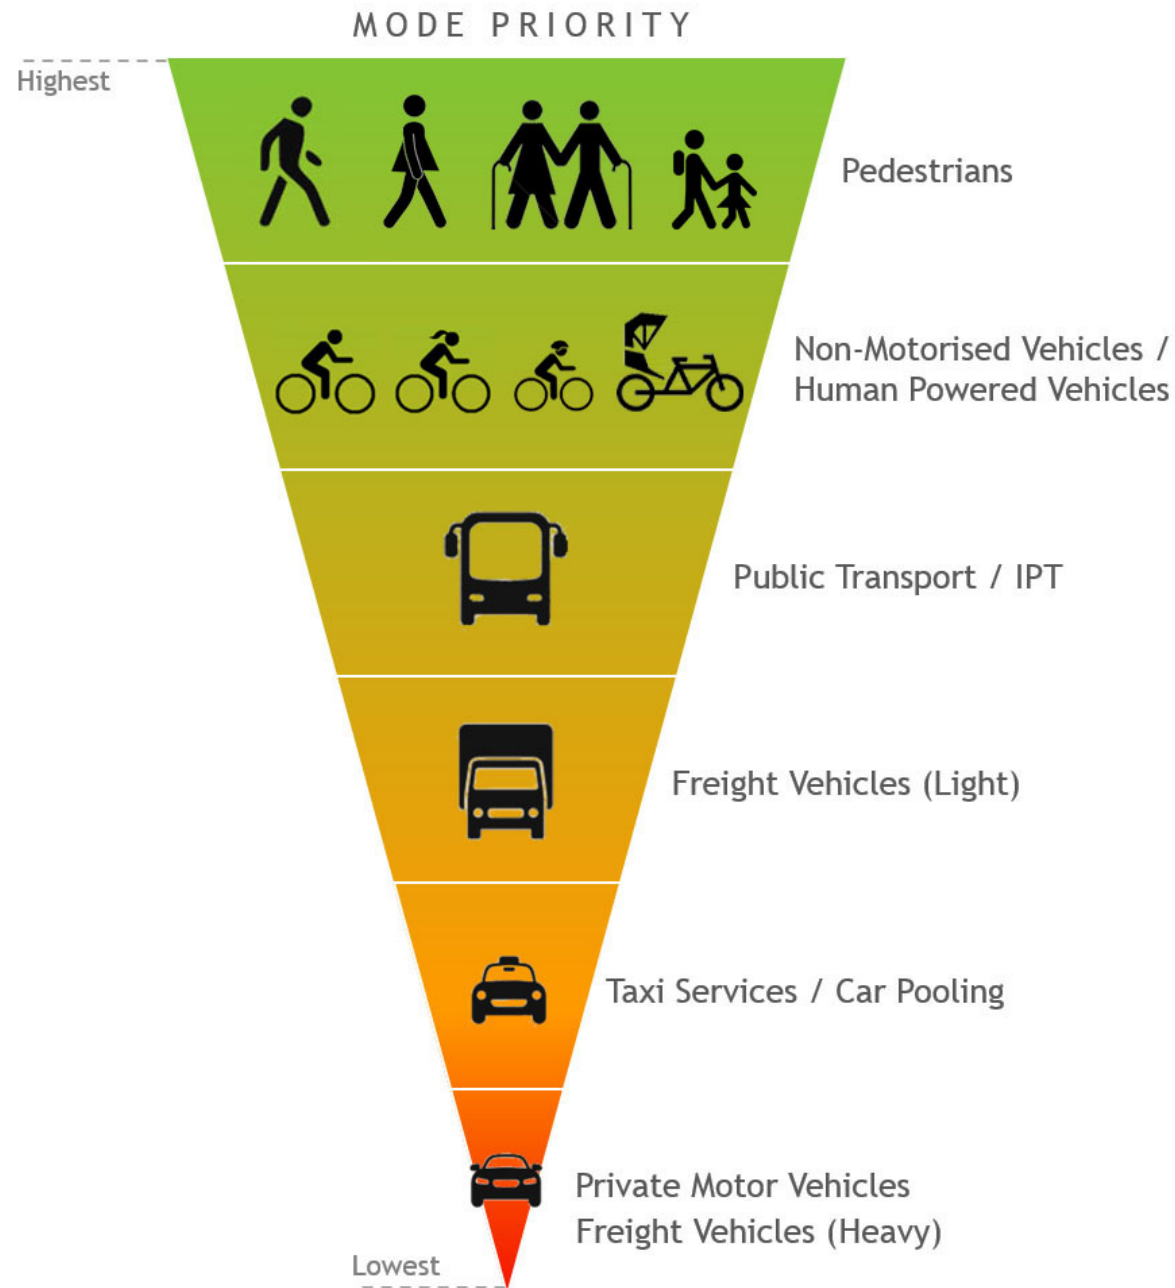 MODE PRIORITY
Highest
Pedestrians
Non-Motorised Vehicles /
Human Powered Vehicles
Public Transport / IPT
Freight Vehicles (Light)
Taxi Services / Car Pooling
Private Motor Vehicles
Freight Vehicles (Heavy)
Lowest